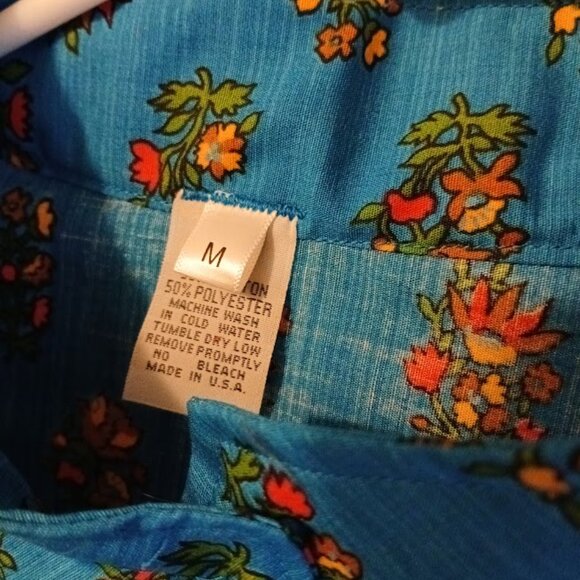 M
50% POLYESTER
MACHINE WASH
IN COLD WATER
TUMBLE DRY LOW
REMOVE PROMPTLY
NO BLEACH
MADE IN U.S.A.